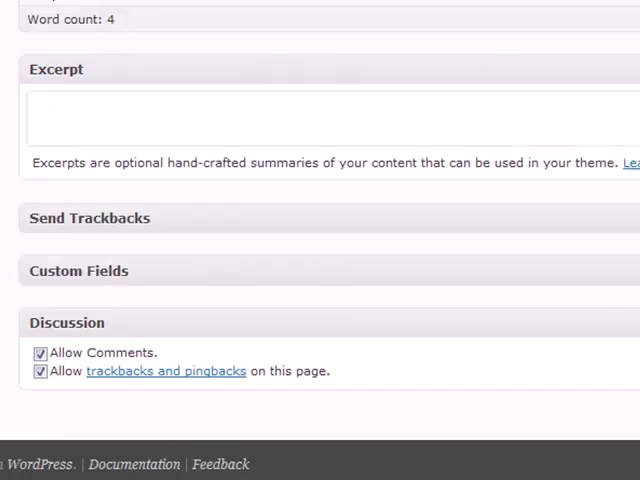 Word count: 4
Excerpt
Excerpts are optional hand-crafted summaries of your content that can be used in your theme.
Send Trackbacks
Custom Fields
Discussion
Allow Comments.
Allow trackbacks and pingbacks on this page.
WordPress. | Documentation | Feedback